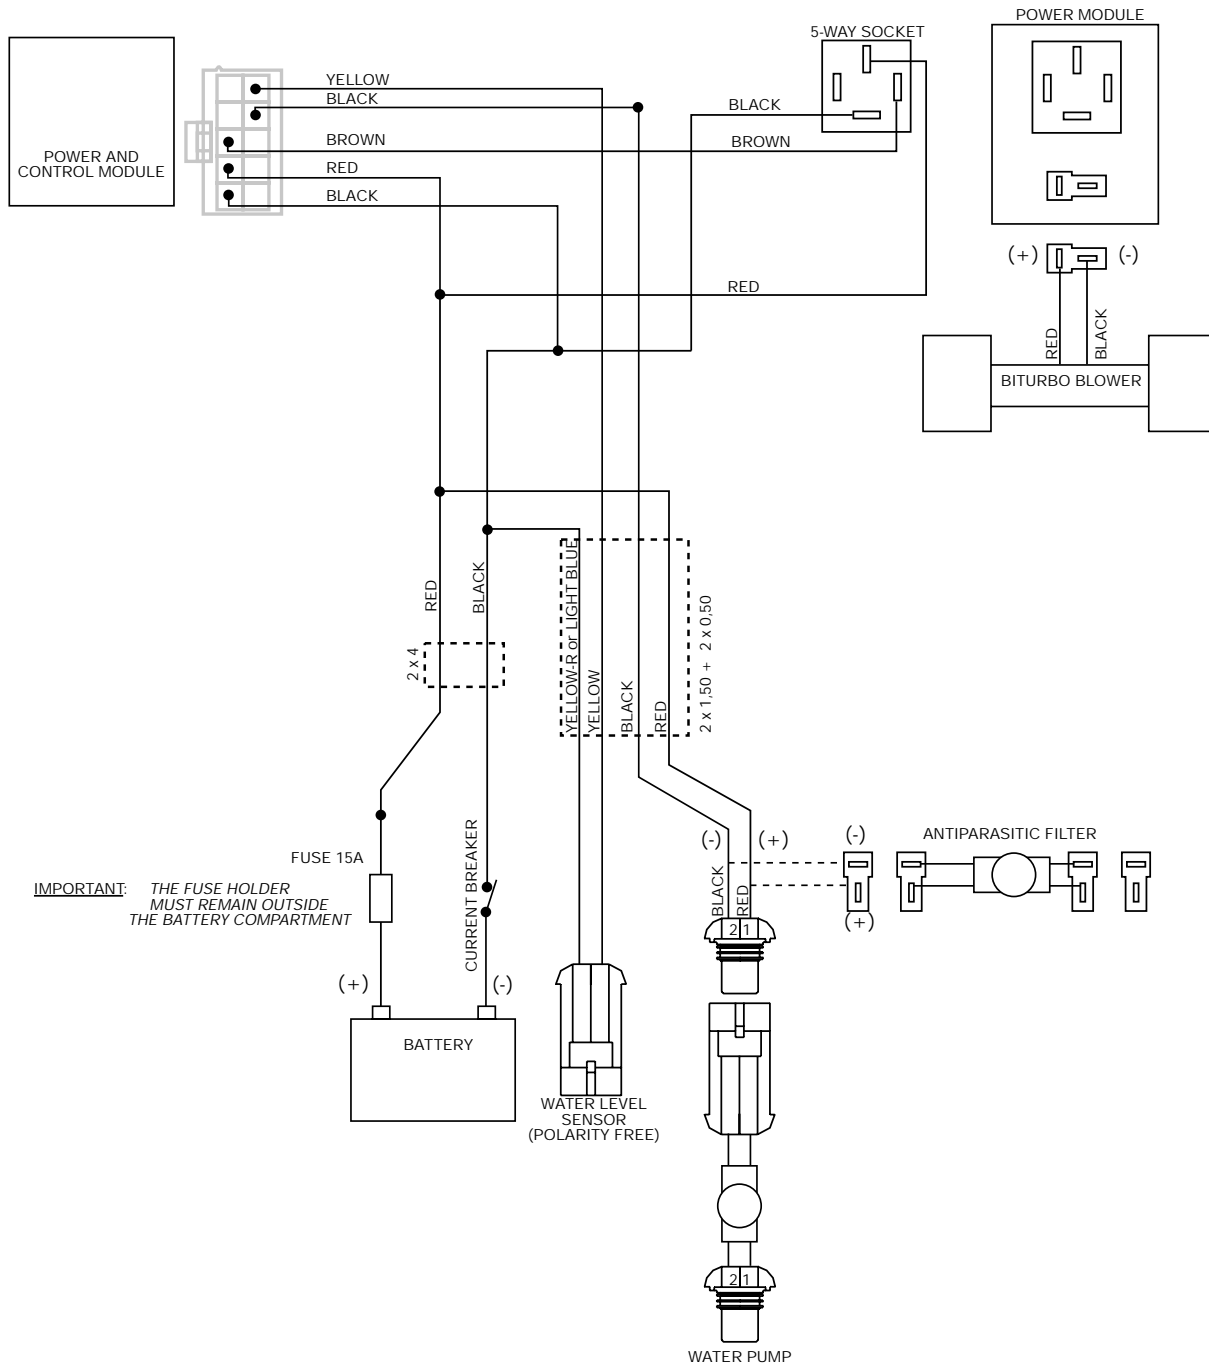 POWER MODULE
5-WAY SOCKET
YELLOW
BLACK
BLACK
BROWN
BROWN
POWER AND
CONTROL MODULE
RED
BLACK
(+)
(-)
RED
RED
BLACK
BITURBO BLOWER
RED
BLACK
YELLOW-R or LIGHT BLUE
YELLOW
BLACK
RED
2 x 1,50 + 2 x 0,50
2 x 4
(-)
(+)
(-)
ANTIPARASITIC FILTER
FUSE 15A
CURRENT BREAKER
IMPORTANT: THE FUSE HOLDER
MUST REMAIN OUTSIDE
THE BATTERY COMPARTMENT
BLACK
RED
(+)
2 1
(+)
(-)
BATTERY
WATER LEVEL
SENSOR
(POLARITY FREE)
2 1
WATER PUMP